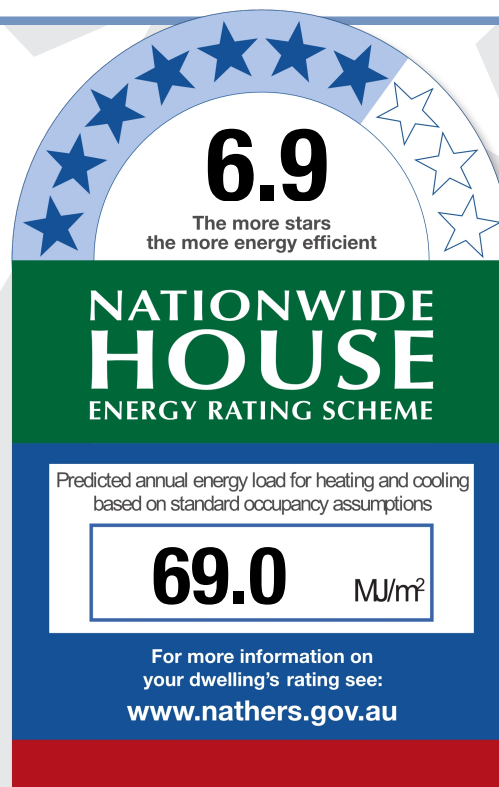 6.9
The more stars
the more energy efficient
NATIONWIDE
HOUSE
ENERGY RATING SCHEME
Predicted annual energy load for heating and cooling
based on standard occupancy assumptions
69.0 MJ/m²
For more information on
your dwelling's rating see:
www.nathers.gov.au